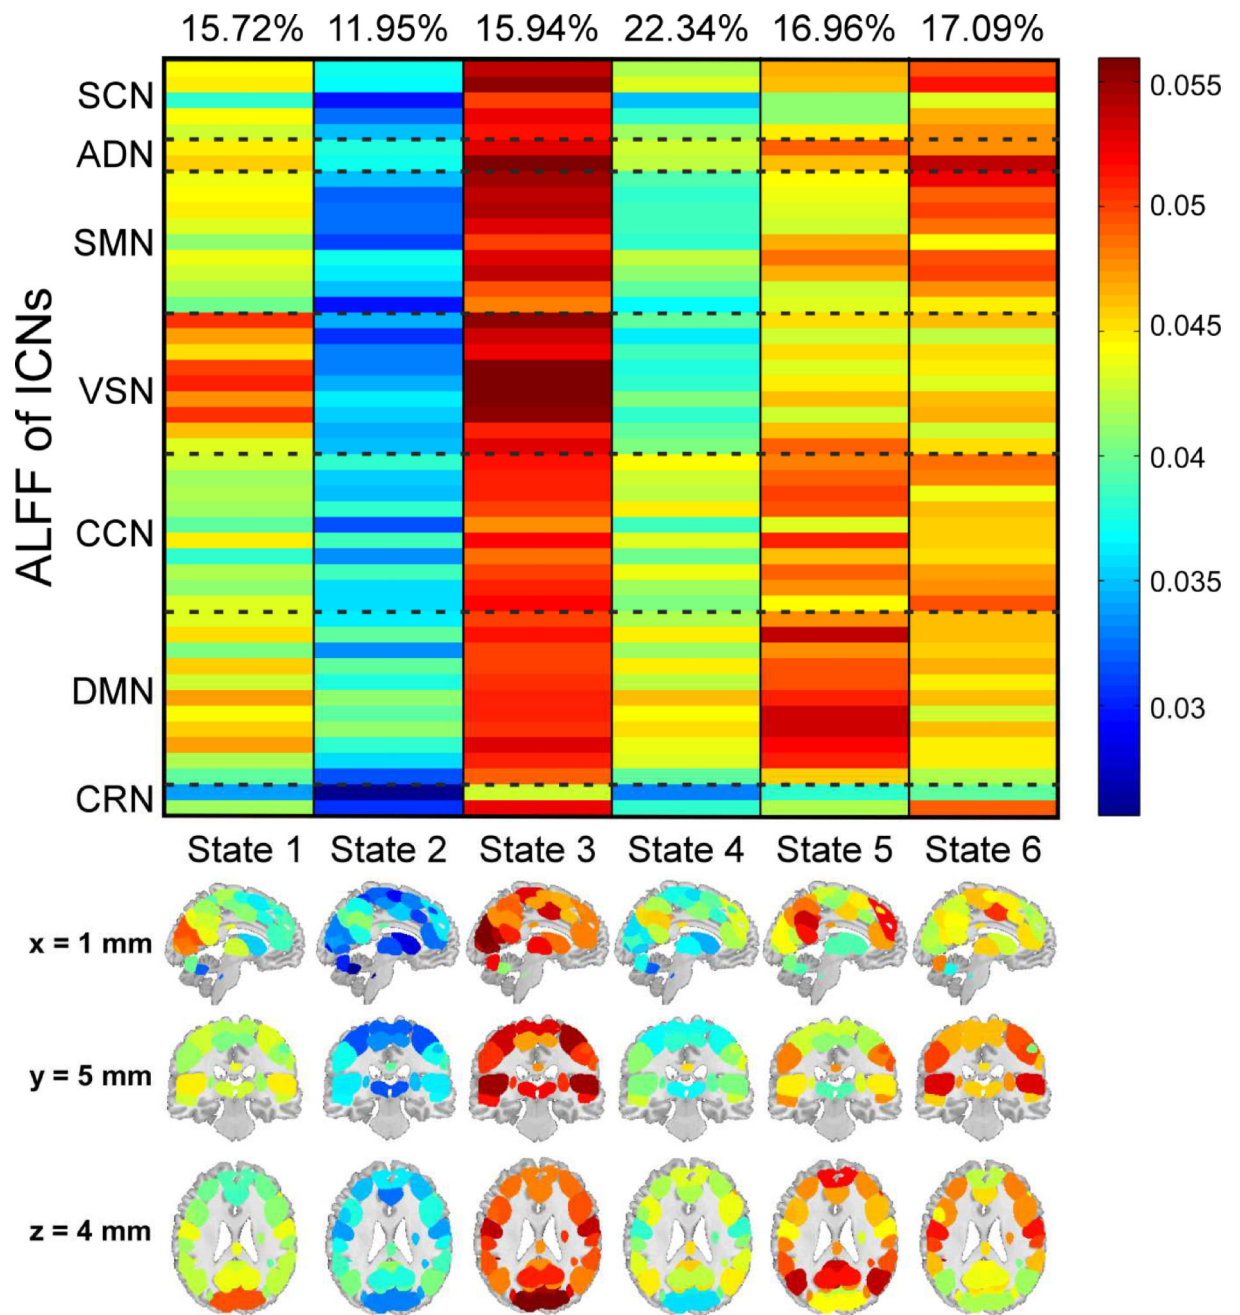 15.72% 11.95% 15.94% 22.34% 16.96% 17.09%
ALFF of ICNs
SCN
ADN
SMN
VSN
CCN
DMN
CRN
0.055
0.05
0.045
0.04
0.035
0.03
State 1 State 2 State 3 State 4 State 5 State 6
x = 1 mm
y = 5 mm
z = 4 mm